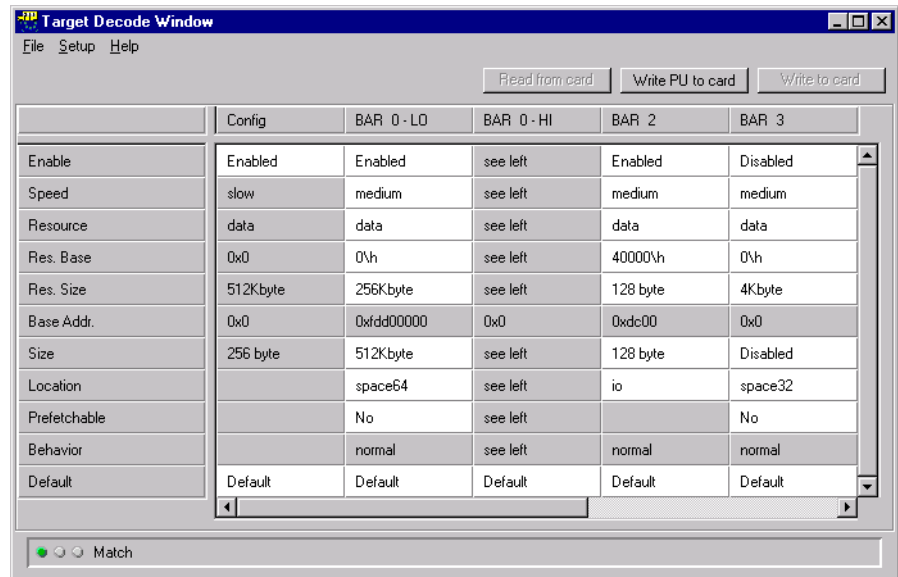 Target Decode Window
File Setup Help
Read from card Write PU to card Write to card
Config BAR 0 - LO BAR 0 - HI BAR 2 BAR 3
Enable Enabled Enabled see left Enabled Disabled
Speed slow medium see left medium medium
Resource data data see left data data
Res. Base 0x0 0\h see left 40000\h 0\h
Res. Size 512Kbyte 256Kbyte see left 128 byte 4Kbyte
Base Addr. 0x0 0xfdd00000 0x0 0xdc00 0x0
Size 256 byte 512Kbyte see left 128 byte Disabled
Location space64 see left io space32
Prefetchable No see left No
Behavior normal see left normal normal
Default Default Default Default Default Default
Match